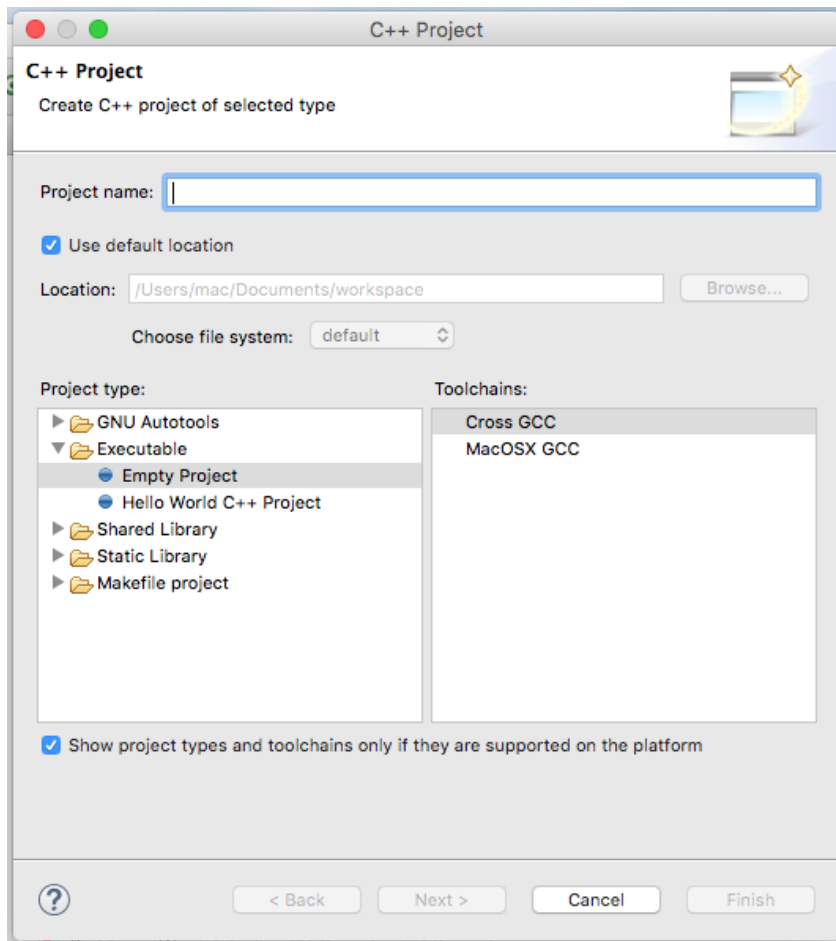 C++ Project
C++ Project
Create C++ project of selected type
Project name:
Use default location
Location: /Users/mac/Documents/workspace Browse...
Choose file system: default
Project type: Toolchains:
GNU Autotools Cross GCC
Executable MacOSX GCC
Empty Project
Hello World C++ Project
Shared Library
Static Library
Makefile project
Show project types and toolchains only if they are supported on the platform
? < Back Next > Cancel Finish